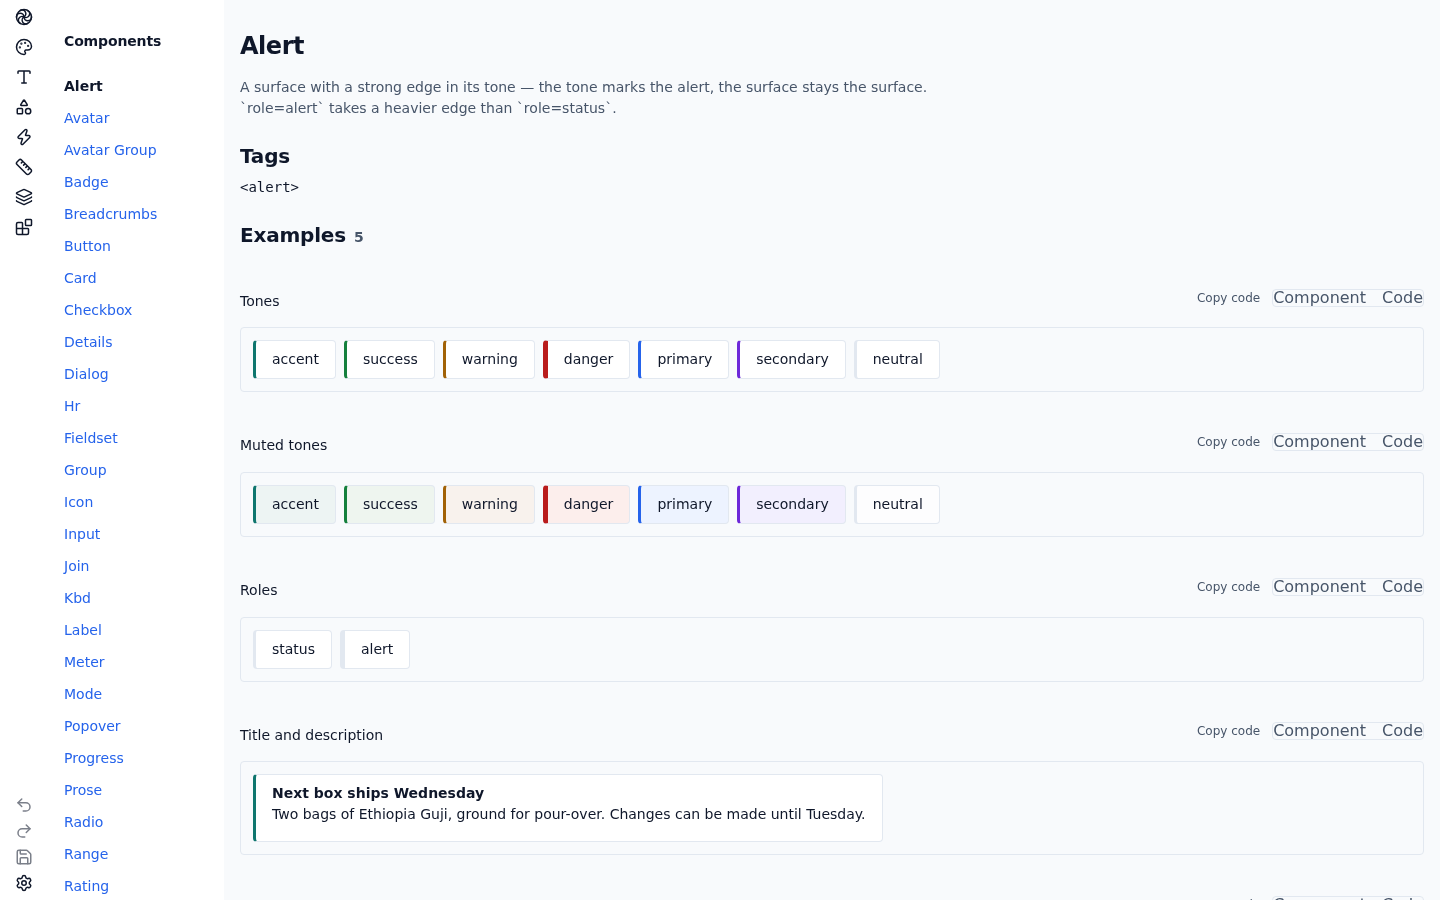 Components
Alert
Avatar
Avatar Group
Badge
Breadcrumbs
Button
Card
Checkbox
Details
Dialog
Hr
Fieldset
Group
Icon
Input
Join
Kbd
Label
Meter
Mode
Popover
Progress
Prose
Radio
Range
Rating
Alert
A surface with a strong edge in its tone — the tone marks the alert, the surface stays the surface.
`role=alert` takes a heavier edge than `role=status`.
Tags
<alert>
Examples 5
Tones Copy code Component Code
accent success warning danger primary secondary neutral
Muted tones Copy code Component Code
accent success warning danger primary secondary neutral
Roles Copy code Component Code
status alert
Title and description Copy code Component Code
Next box ships Wednesday
Two bags of Ethiopia Guji, ground for pour-over. Changes can be made until Tuesday.